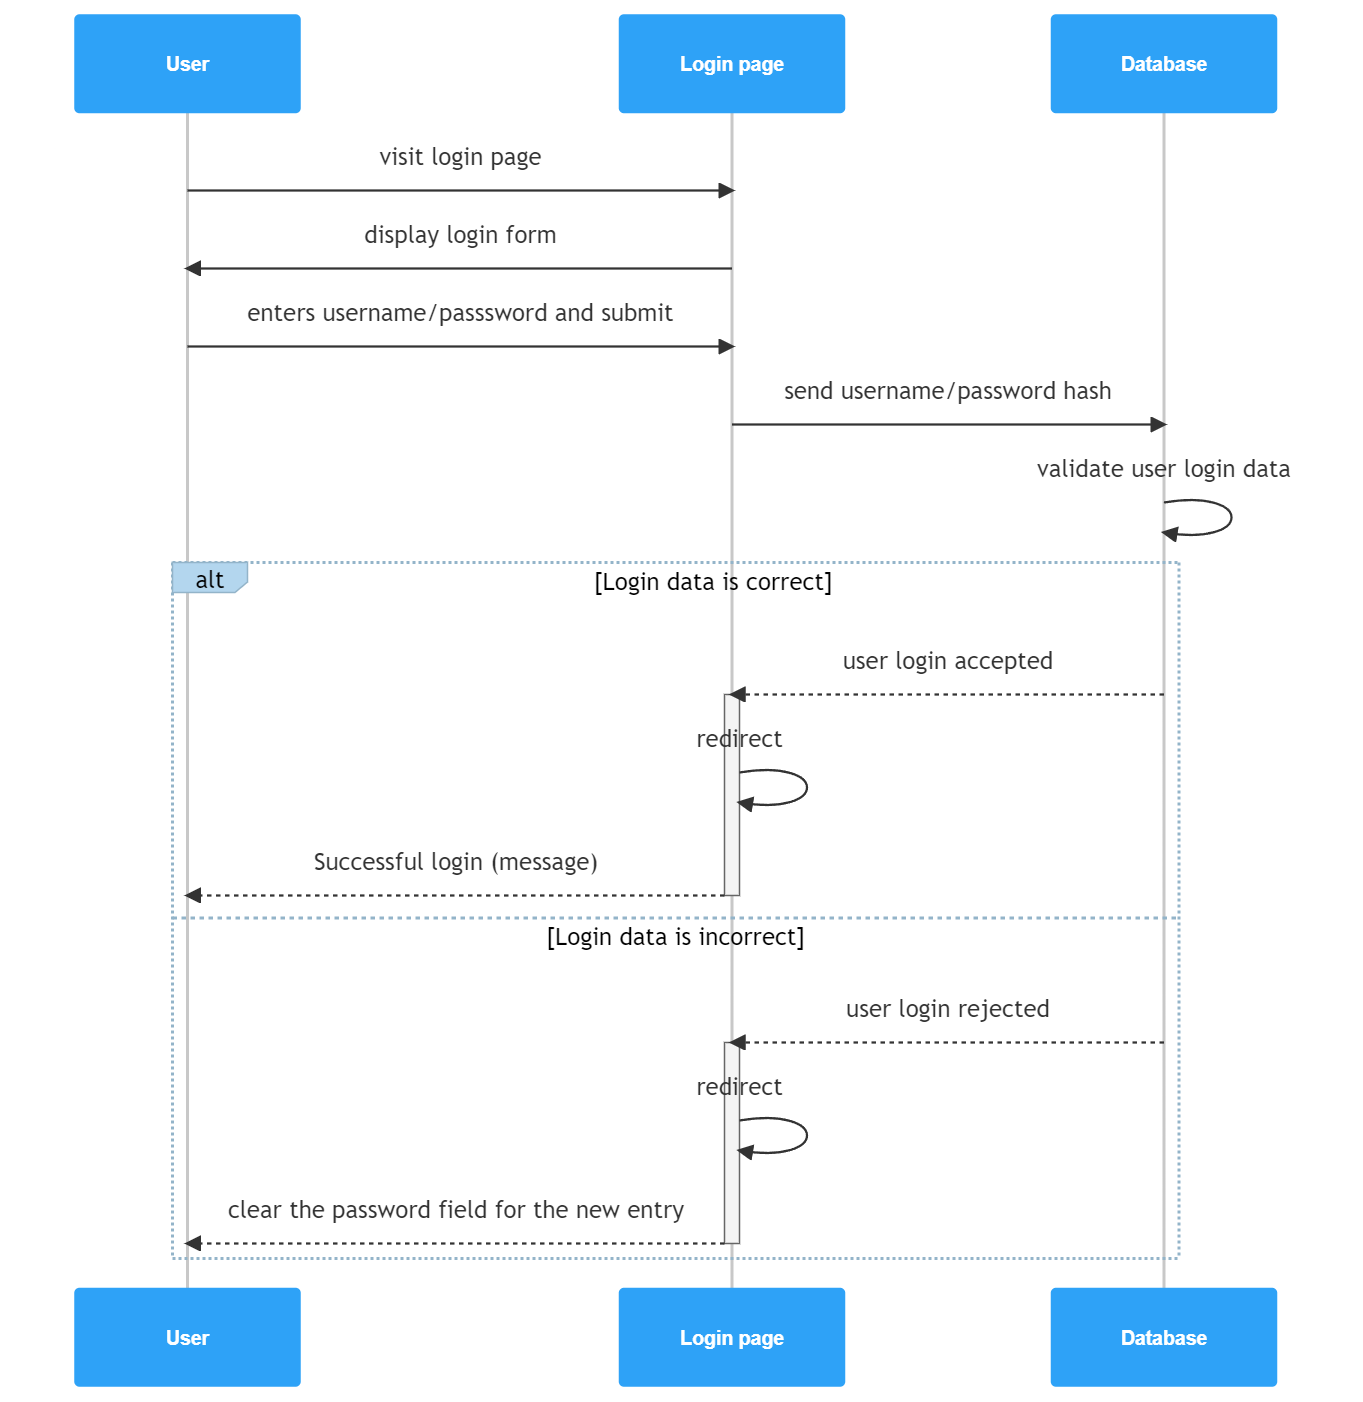 User
Login page
Database
visit login page
display login form
enters username/passsword and submit
send username/password hash
validate user login data
alt
[Login data is correct]
user login accepted
redirect
Successful login (message)
[Login data is incorrect]
user login rejected
redirect
clear the password field for the new entry
User
Login page
Database